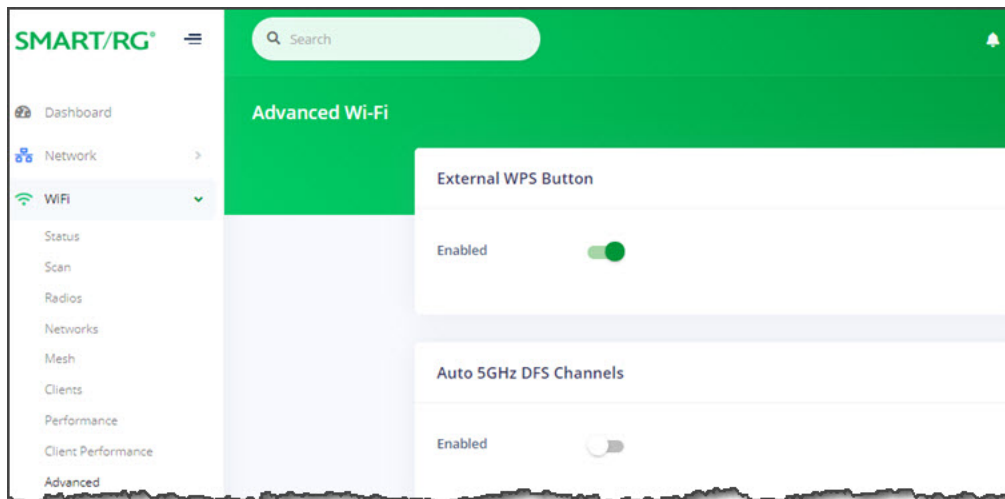 SMART/RG®
Search
Dashboard
Advanced Wi-Fi
Network
External WPS Button
WiFi
Status
Enabled
Scan
Radios
Networks
Mesh
Auto 5GHz DFS Channels
Clients
Performance
Enabled
Client Performance
Advanced